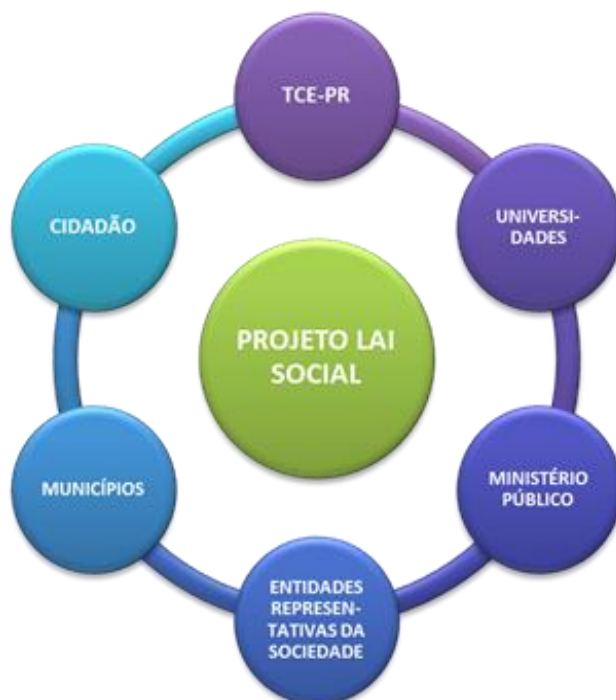 TCE-PR
UNIVERSI-
DADES
MINISTÉRIO
PÚBLICO
ENTIDADES
REPRESEN-
TATIVAS DA
SOCIEDADE
MUNICÍPIOS
CIDADÃO
PROJETO LAI
SOCIAL